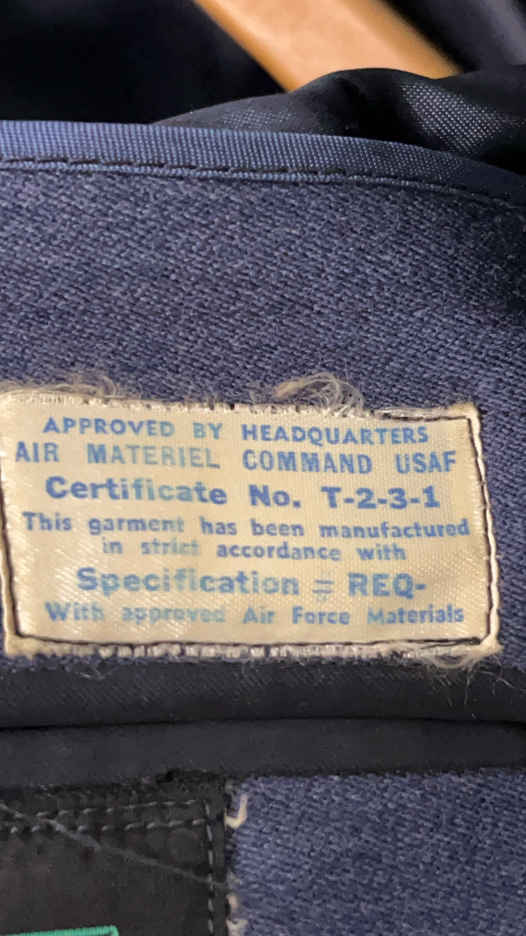 APPROVED BY HEADQUARTERS
AIR MATERIEL COMMAND USAF
Certificate No. T-2-3-1
This garment has been manufactured
in strict accordance with
Specification = REQ-
With approved Air Force Materials